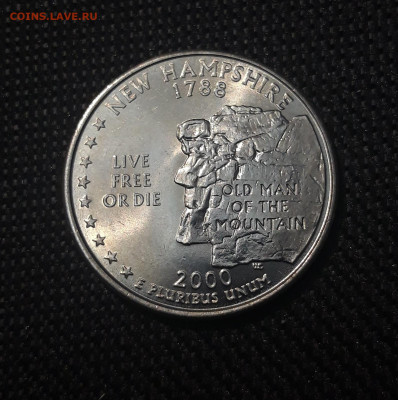 COINS.LAVE.RU
NEW HAMPSHIRE
1788
LIVE
FREE
OR DIE
OLD MAN
OF THE
MOUNTAIN
2000
E PLURIBUS UNUM